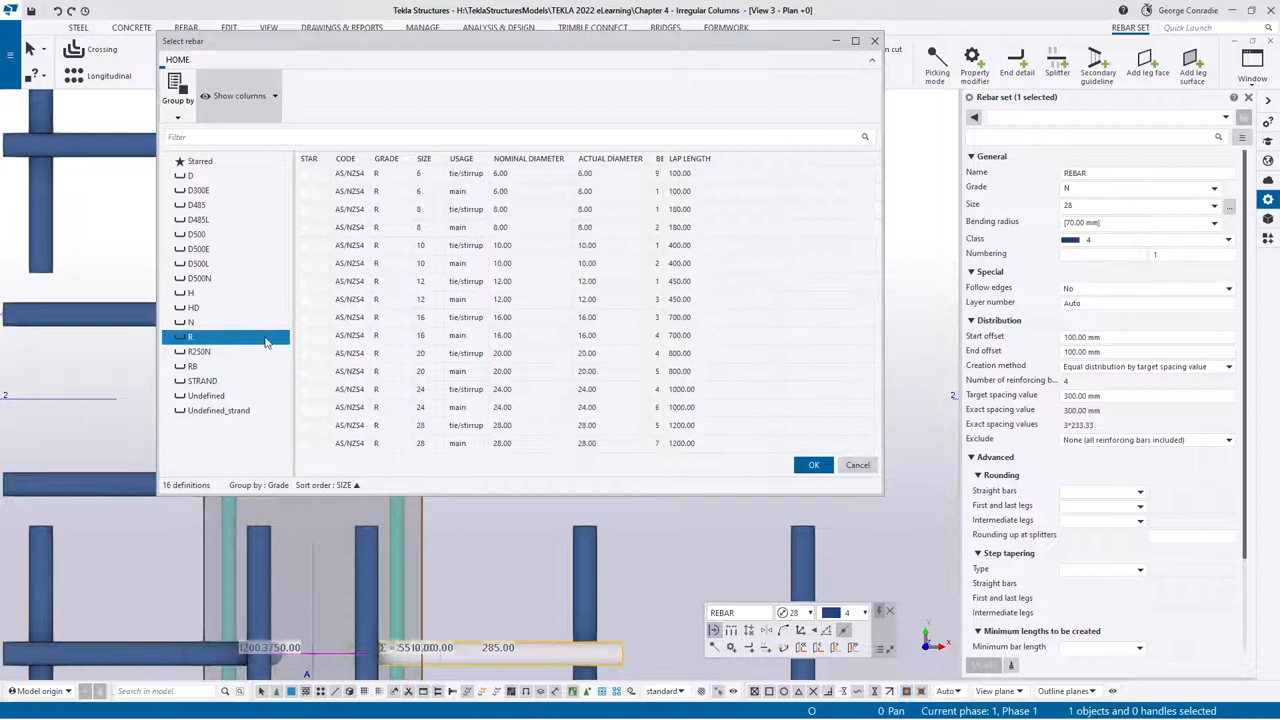 Tekla Structures - H:\TeklaStructuresModels\TEKLA 2022 eLearning\Chapter 4 - Irregular Columns - [View 3 - Plan +0]
George Conradie
STEEL CONCRETE REBAR EDIT VIEW DRAWINGS & REPORTS MANAGE ANALYSIS & DESIGN TRIMBLE CONNECT BRIDGES FORMWORK REBAR SET Quick Launch
Crossing
Longitudinal
Picking mode
Property modifier
End detail
Splitter
Secondary guideline
Add leg face
Add leg surface
Window
Select rebar
HOME
Group by
Show columns
Filter
Starred
D
D300E
D485
D485L
D500
D500E
D500L
D500N
H
HD
N
R
R250N
RB
STRAND
Undefined
Undefined_strand
STAR CODE GRADE SIZE USAGE NOMINAL DIAMETER ACTUAL DIAMETER BE LAP LENGTH
AS/NZS4 R 6 tie/stirrup 6.00 6.00 9 100.00
AS/NZS4 R 6 main 6.00 6.00 1 100.00
AS/NZS4 R 8 tie/stirrup 8.00 8.00 1 180.00
AS/NZS4 R 8 main 8.00 8.00 2 180.00
AS/NZS4 R 10 tie/stirrup 10.00 10.00 1 400.00
AS/NZS4 R 10 main 10.00 10.00 2 400.00
AS/NZS4 R 12 tie/stirrup 12.00 12.00 1 450.00
AS/NZS4 R 12 main 12.00 12.00 3 450.00
AS/NZS4 R 16 tie/stirrup 16.00 16.00 3 700.00
AS/NZS4 R 16 main 16.00 16.00 4 700.00
AS/NZS4 R 20 tie/stirrup 20.00 20.00 4 800.00
AS/NZS4 R 20 main 20.00 20.00 5 800.00
AS/NZS4 R 24 tie/stirrup 24.00 24.00 4 1000.00
AS/NZS4 R 24 main 24.00 24.00 6 1000.00
AS/NZS4 R 28 tie/stirrup 28.00 28.00 5 1200.00
AS/NZS4 R 28 main 28.00 28.00 7 1200.00
OK Cancel
16 definitions Group by : Grade Sort order : SIZE
Rebar set (1 selected)
General
Name REBAR
Grade N
Size 28 ...
Bending radius [70.00 mm]
Class 4
Numbering 1
Special
Follow edges No
Layer number Auto
Distribution
Start offset 100.00 mm
End offset 100.00 mm
Creation method Equal distribution by target spacing value
Number of reinforcing b... 4
Target spacing value 300.00 mm
Exact spacing value 300.00 mm
Exact spacing values 3*233.33
Exclude None (all reinforcing bars included)
Advanced
Rounding
Straight bars
First and last legs
Intermediate legs
Rounding up at splitters
Step tapering
Type
Straight bars
First and last legs
Intermediate legs
Minimum lengths to be created
Minimum bar length
Modify
2
2
285.00
A
REBAR 28 4
Model origin Search in model standard Auto View plane Outline planes
O 0 Pan Current phase: 1, Phase 1 1 objects and 0 handles selected